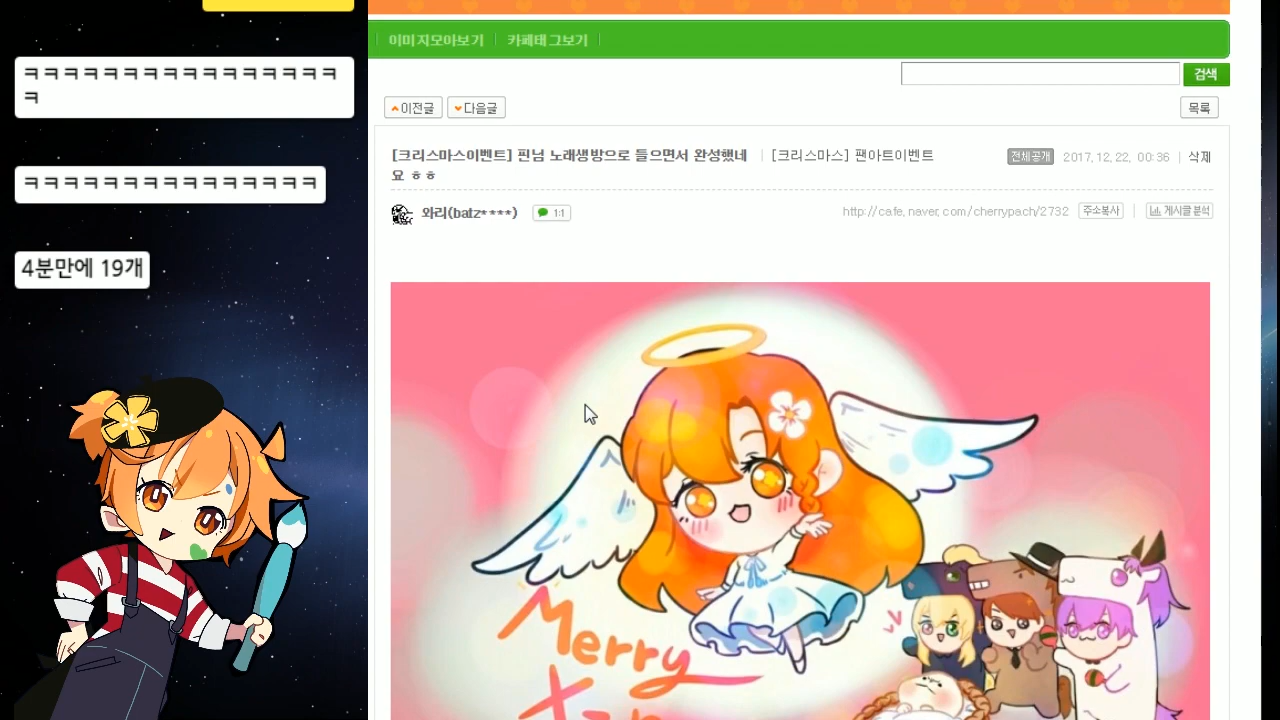 ㅋㅋㅋㅋㅋㅋㅋㅋㅋㅋㅋㅋㅋㅋㅋㅋ
ㅋ
ㅋㅋㅋㅋㅋㅋㅋㅋㅋㅋㅋㅋㅋㅋㅋ
4분만에 19개
이미지모아보기 | 카페태그보기 |
검색
이전글 다음글 목록
[크리스마스이벤트] 핀님 노래생방으로 들으면서 완성했네
요 ㅎㅎ
[크리스마스] 팬아트이벤트
전체공개 2017. 12. 22. 00:36 | 삭제
와리(batz****) 1:1
http://cafe.naver.com/cherrypach/2732 주소복사 | 게시글 분석
Merry